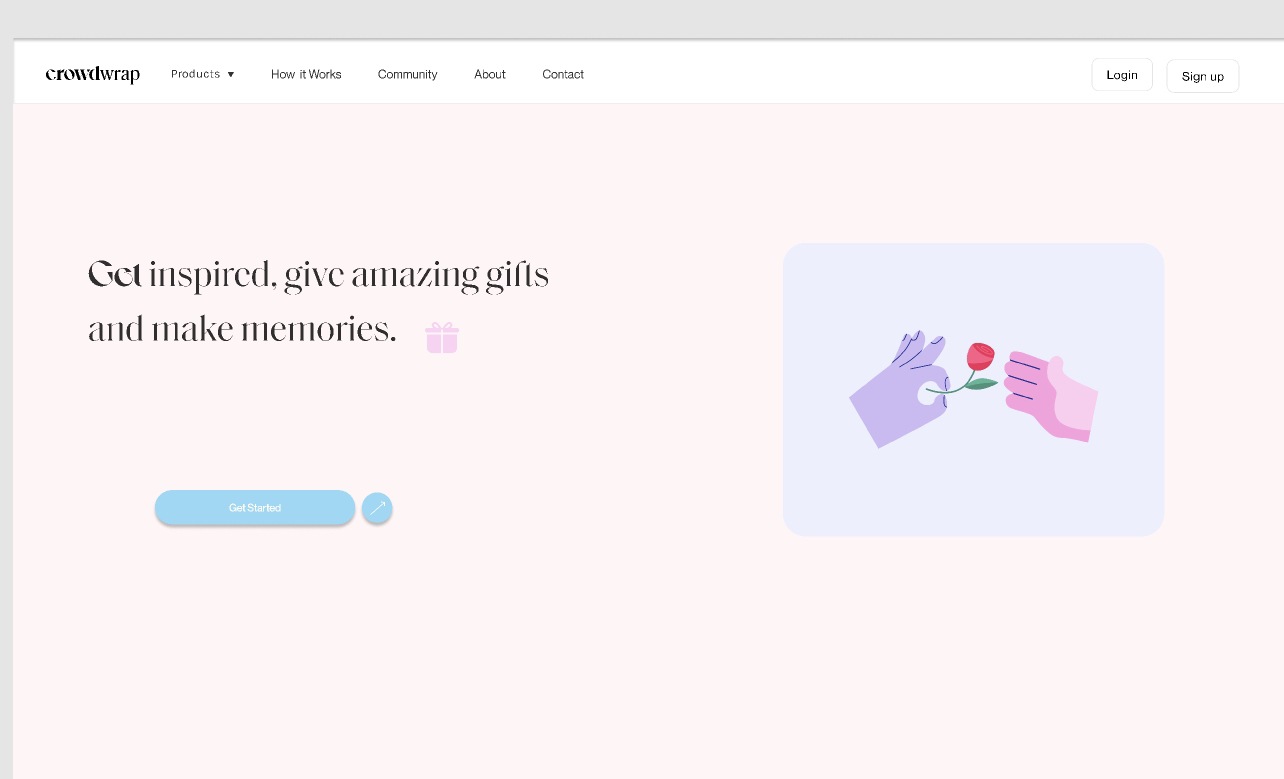 crowdwrap Products ▼ How it Works Community About Contact Login Sign up
Get inspired, give amazing gifts
and make memories.
Get Started